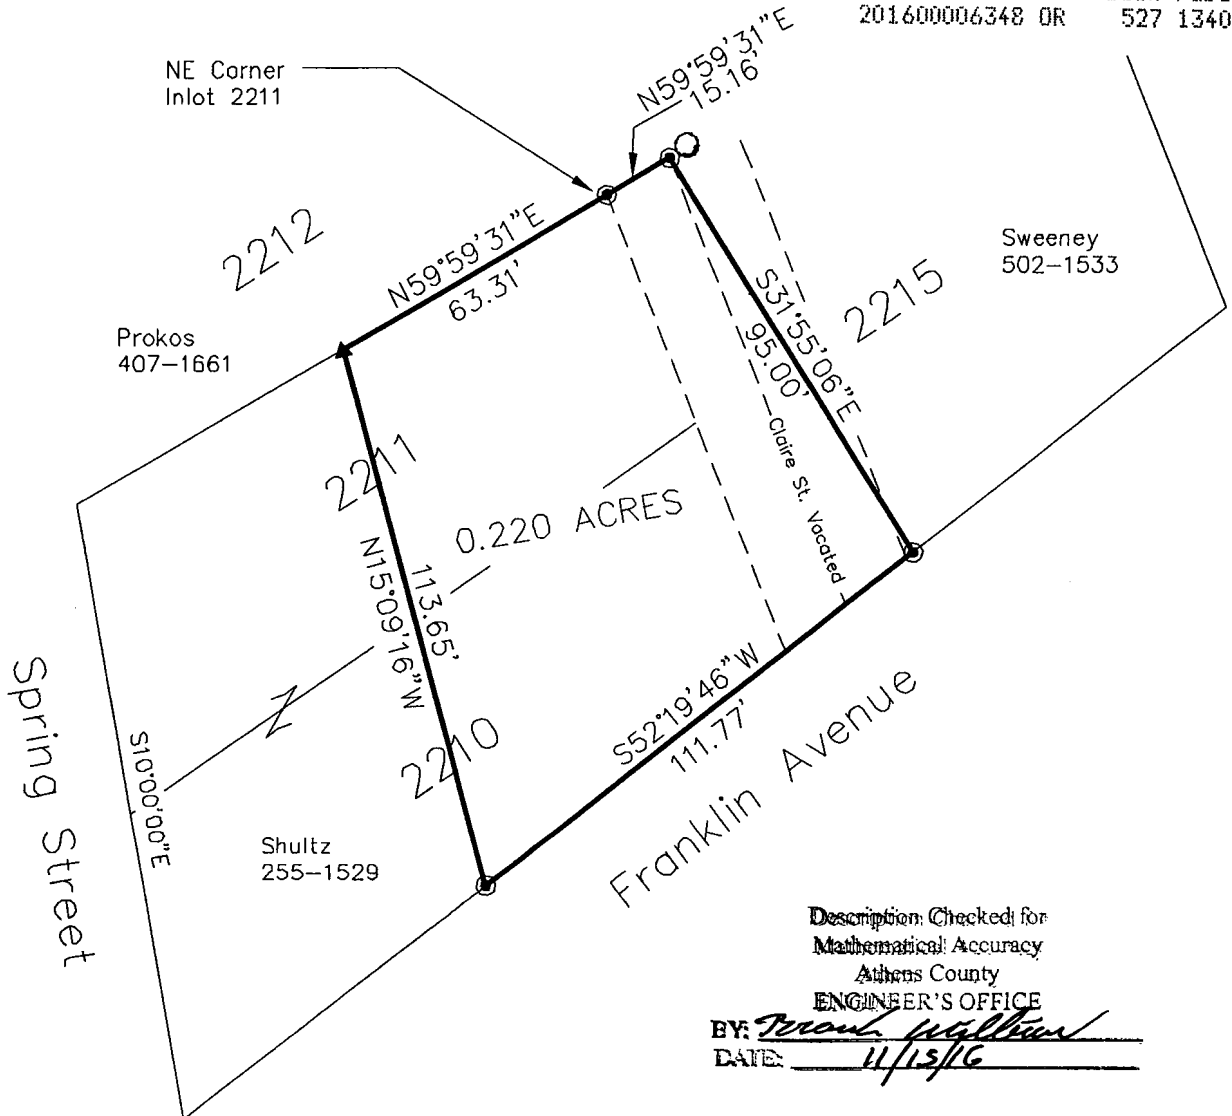 201600006348 OR 527 1340
NE Corner
Inlot 2211
N59°59'31"E
15.16'
2212
N59°59'31"E
63.31'
Prokos
407-1661
Sweeney
502-1533
2215
S31°55'06"E
95.00'
Claire St. Vacated
2211
0.220 ACRES
N15°09'16"W
113.65'
2210
S52°19'46"W
111.77'
Franklin Avenue
Spring Street
S10°00'00"E
Shultz
255-1529
Description Checked for
Mathematical Accuracy
Athens County
ENGINEER'S OFFICE
BY:
DATE: 11/15/16